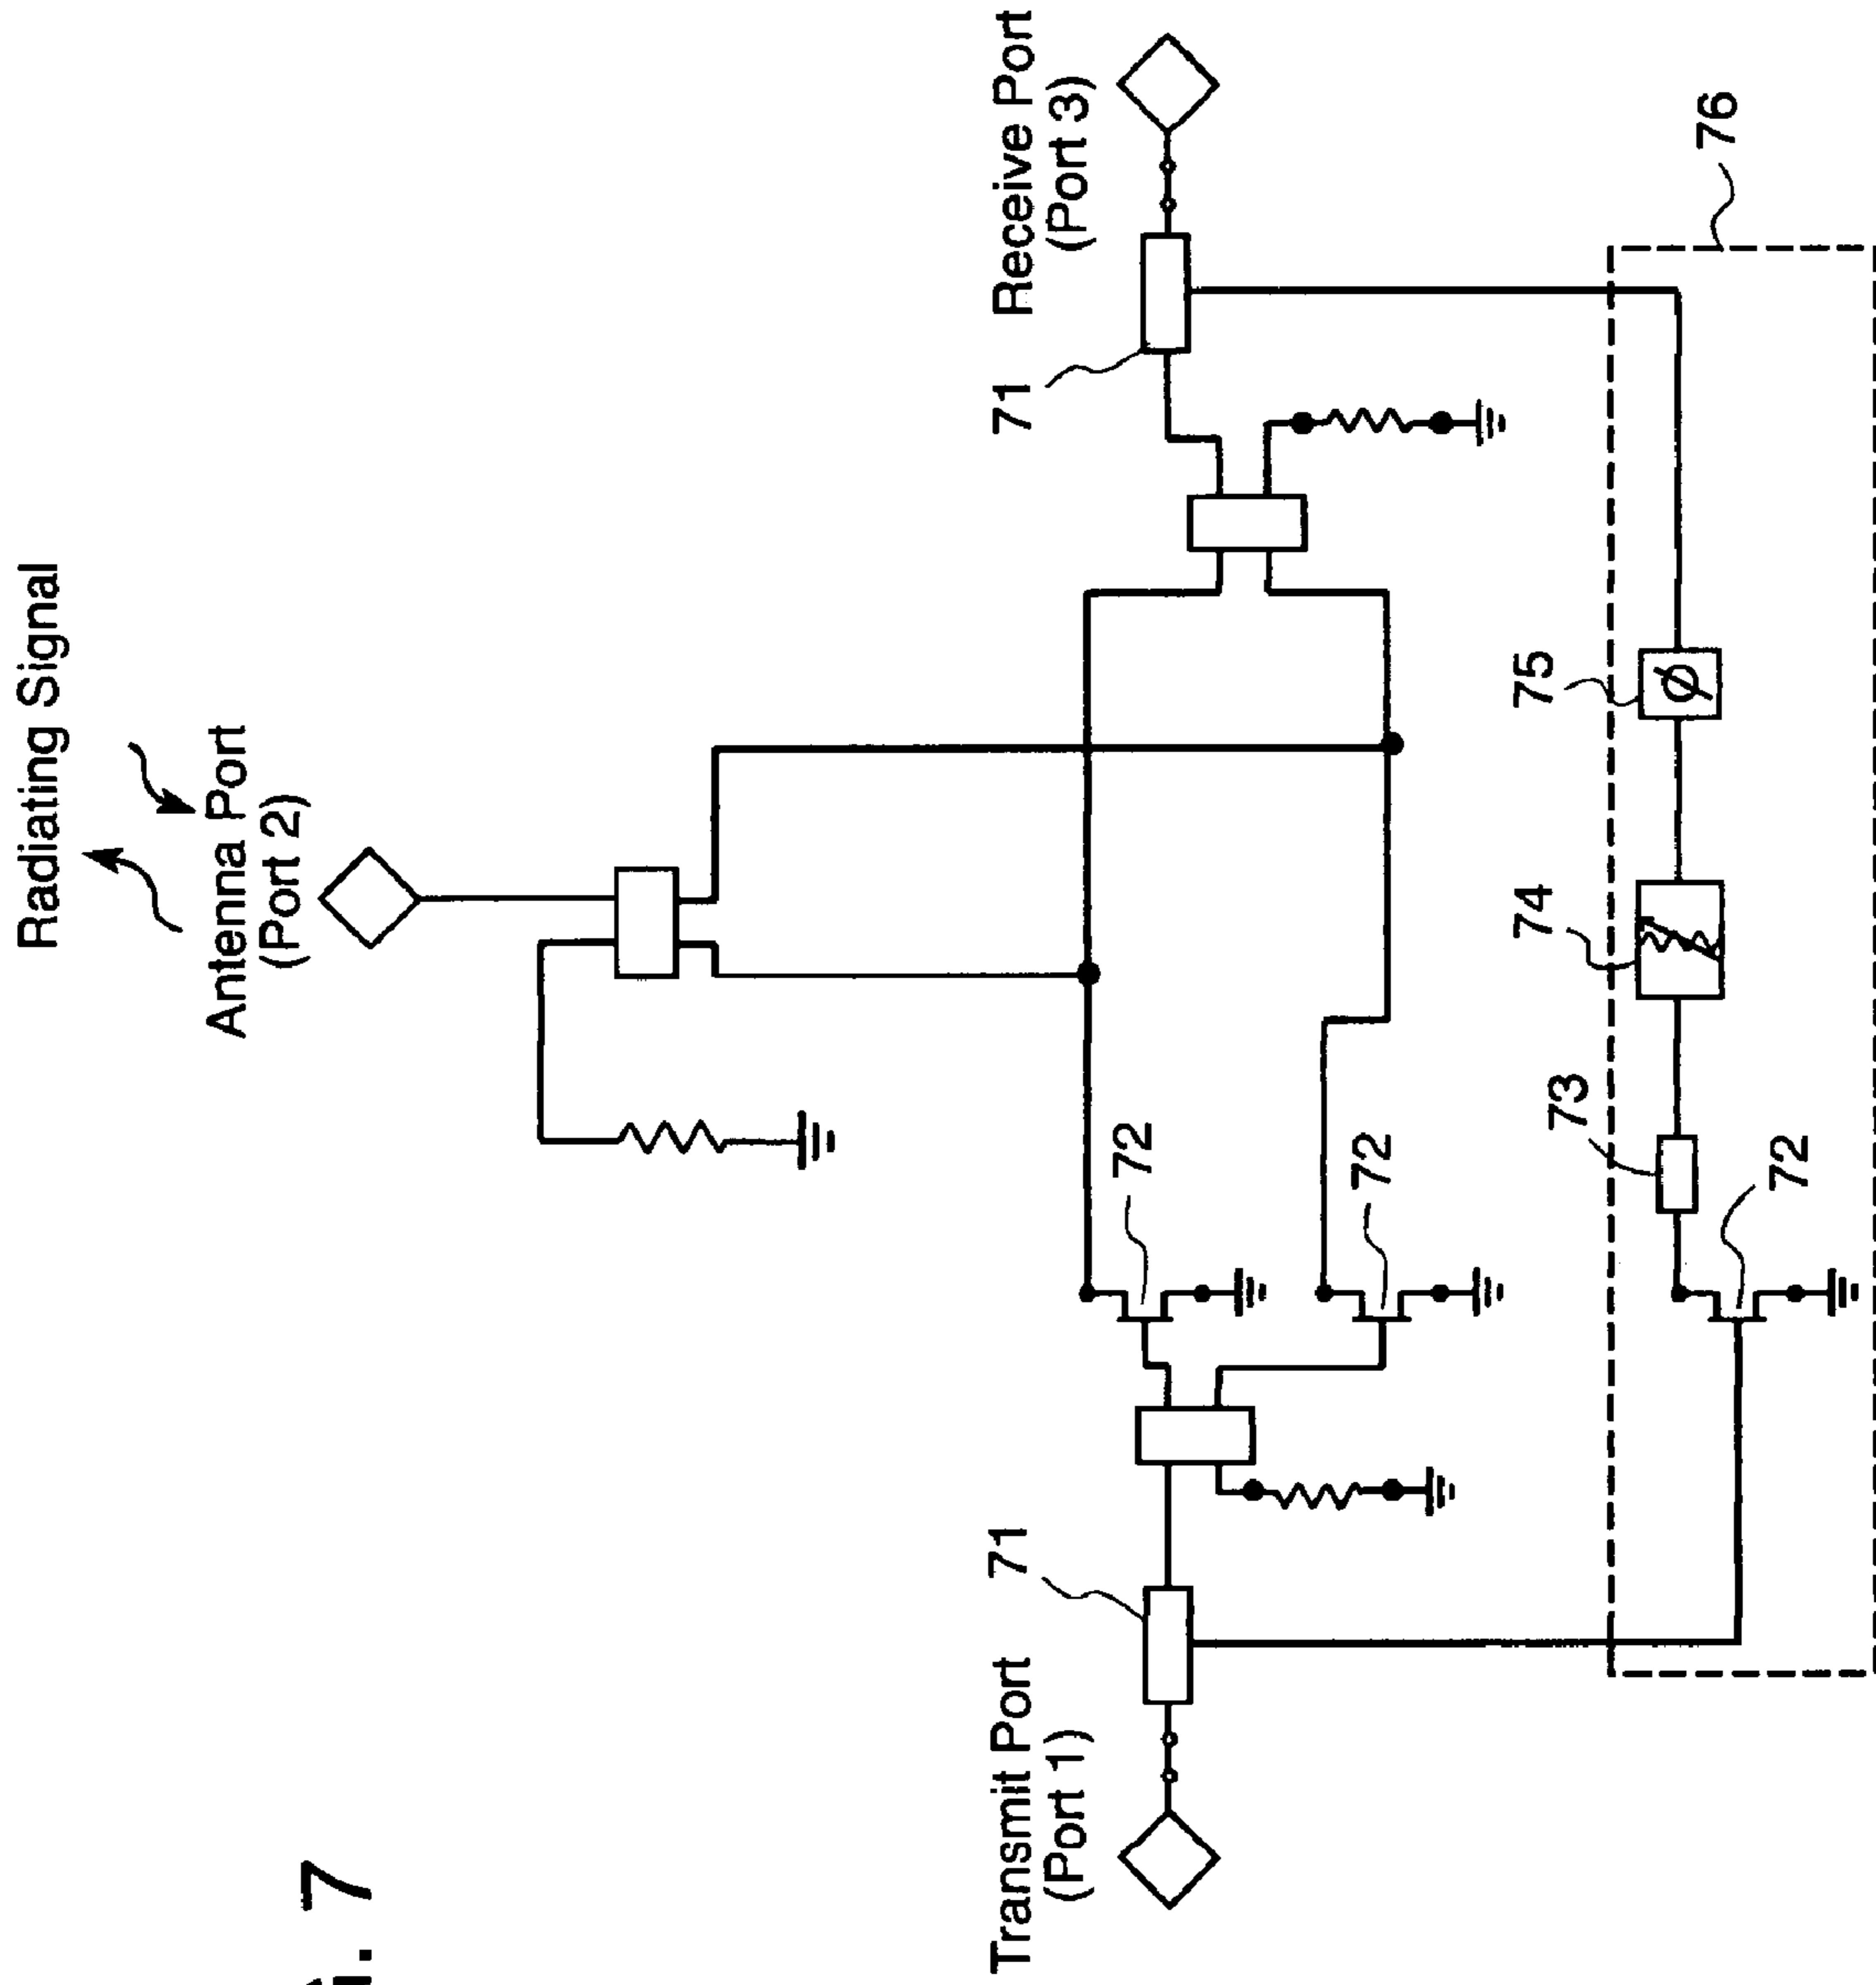 Radiating Signal
Antenna Port
(Port 2)
Receive Port
(Port 3)
71
76
75
74
73
72
72
72
71
Transmit Port
(Port 1)
. 7